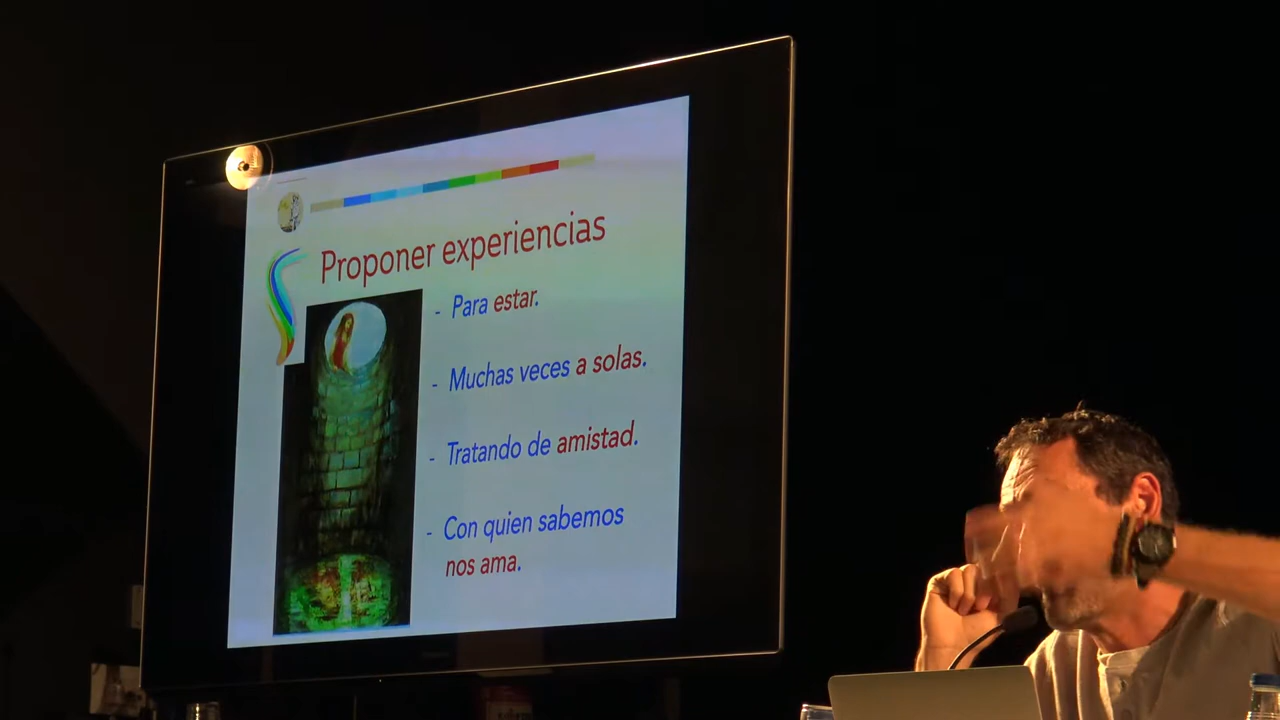 Proponer experiencias
- Para estar.
- Muchas veces a solas.
- Tratando de amistad.
- Con quien sabemos
nos ama.